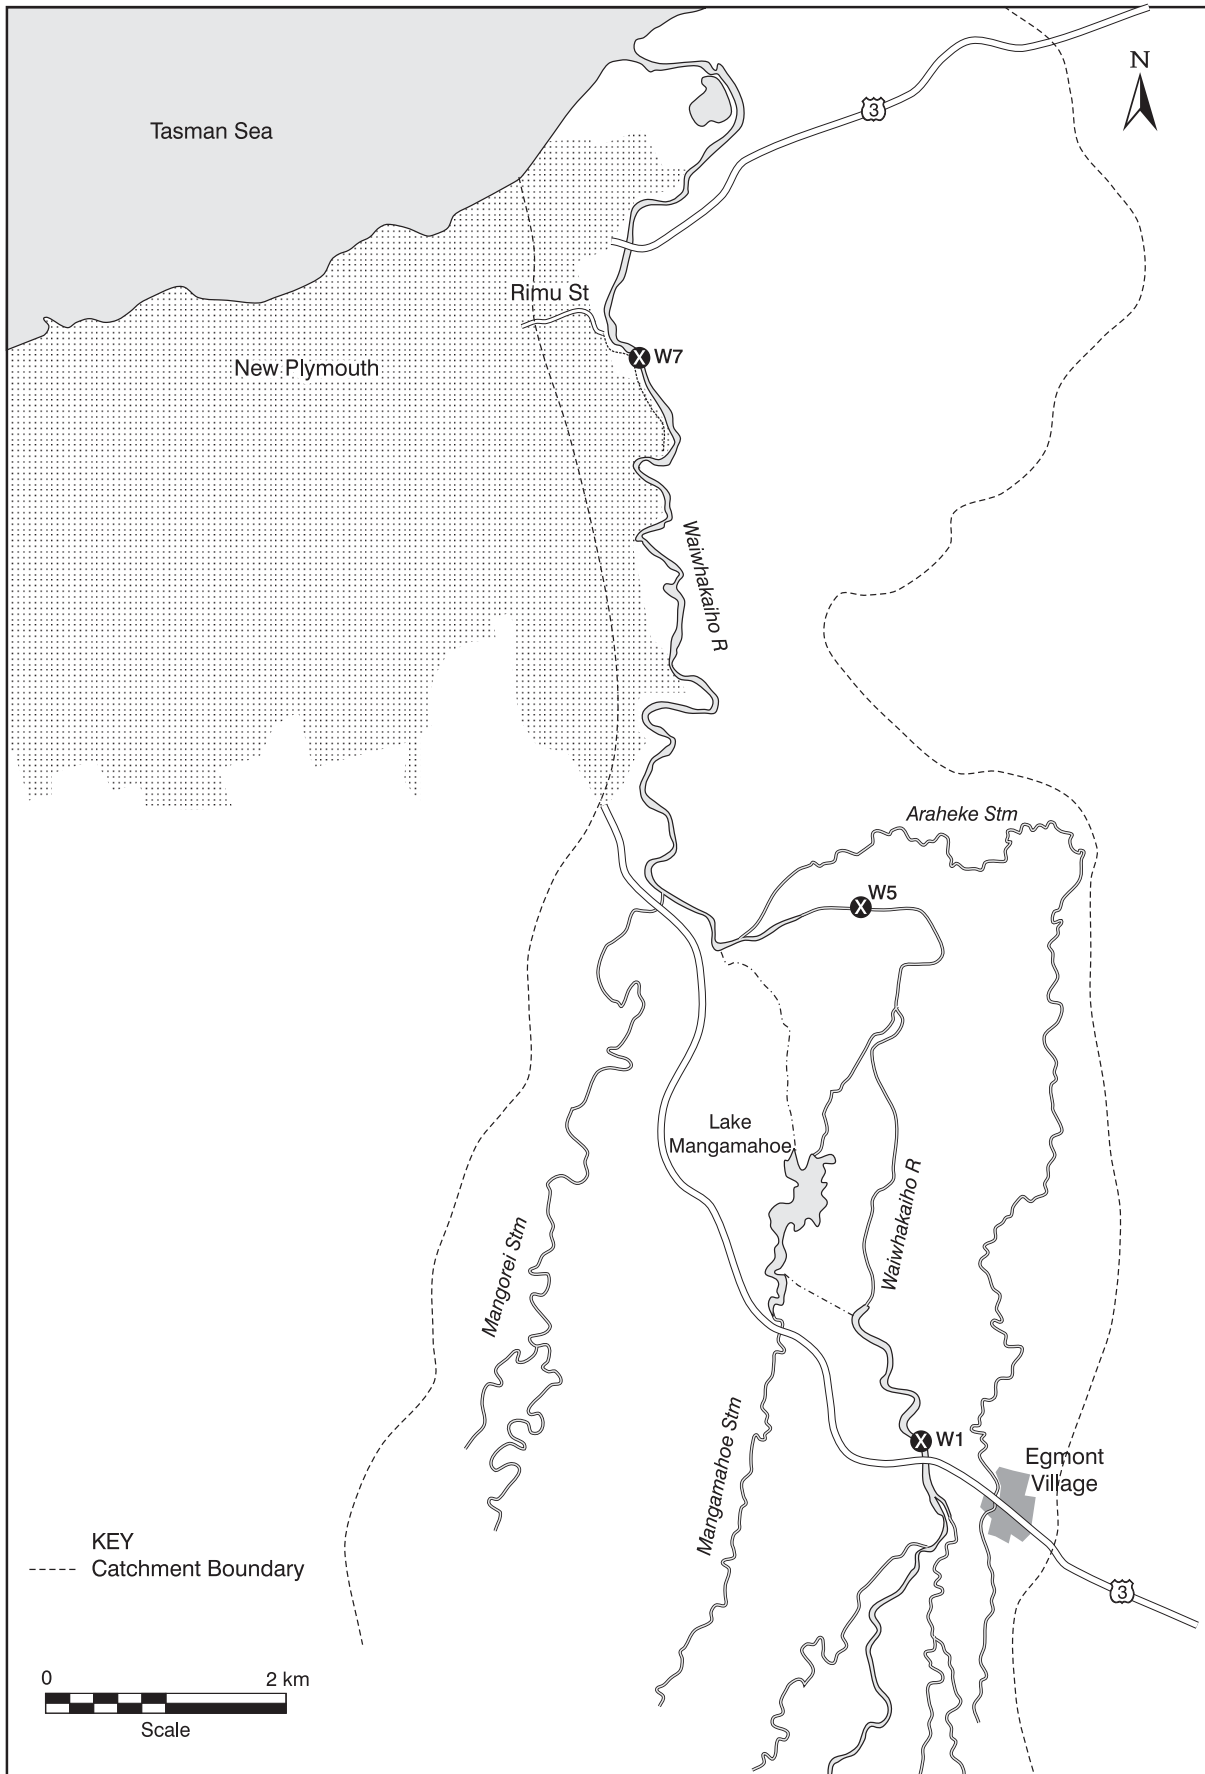 N
3
Tasman Sea
Rimu St
W7
New Plymouth
Waiwhakaiho R
Araheke Stm
W5
Lake
Mangamahoe
Waiwhakaiho R
Mangorei Stm
Mangamahoe Stm
W1
Egmont
Village
KEY
Catchment Boundary
3
0 2 km
Scale